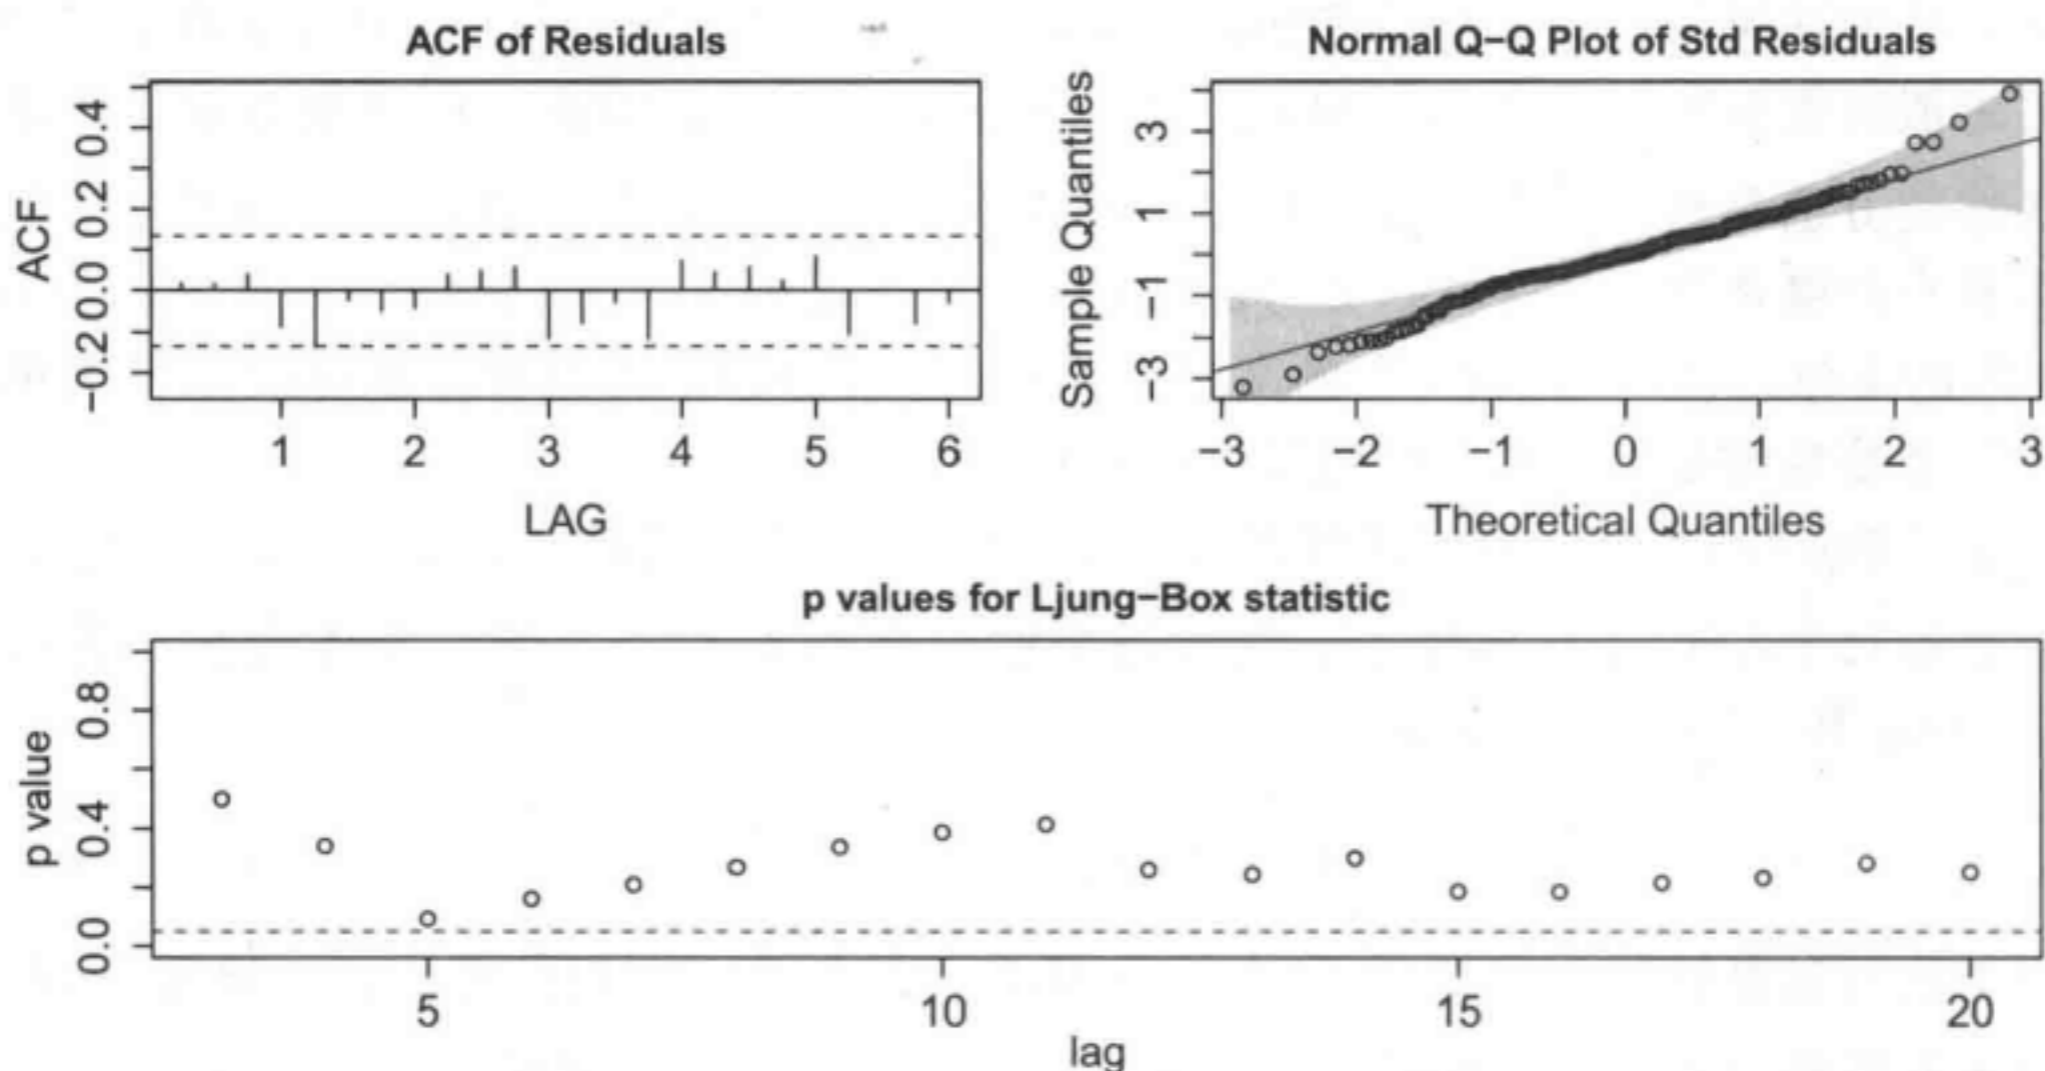 ACF of Residuals
ACF
0.4
0.2
0.0
−0.2
1 2 3 4 5 6
LAG
Normal Q−Q Plot of Std Residuals
Sample Quantiles
3
1
−1
−3
−3 −2 −1 0 1 2 3
Theoretical Quantiles
p values for Ljung−Box statistic
p value
0.8
0.4
0.0
5 10 15 20
lag